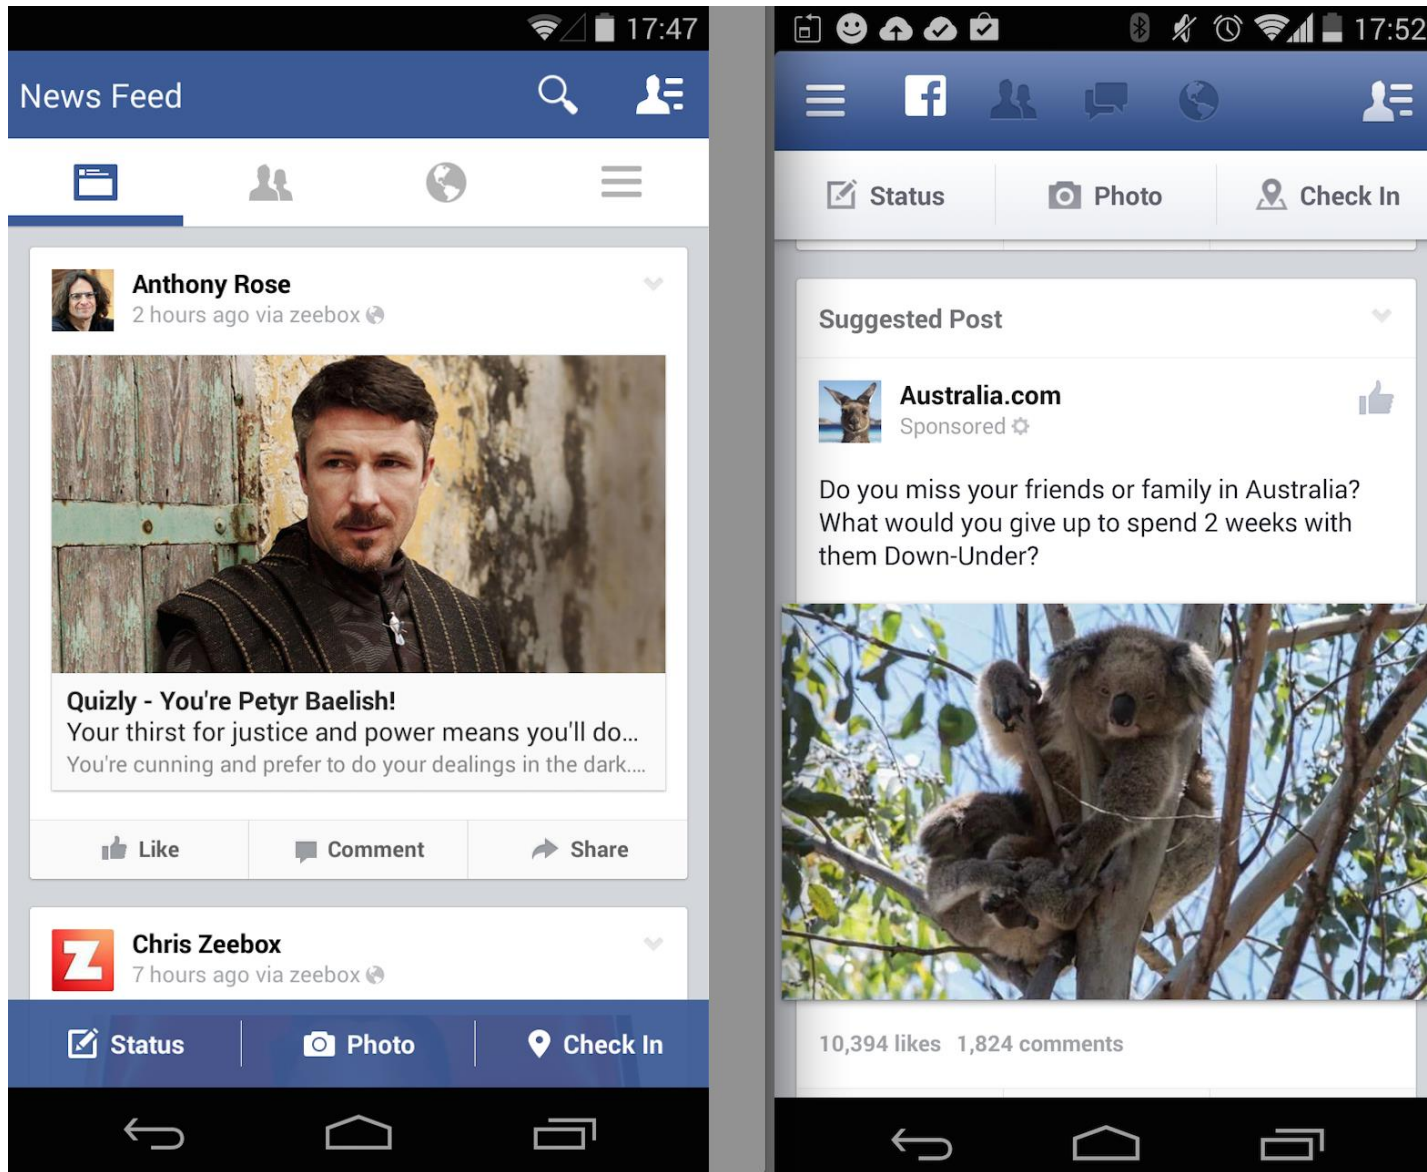 17:47
News Feed
Anthony Rose
2 hours ago via zeebox
Quizly - You're Petyr Baelish!
Your thirst for justice and power means you'll do...
You're cunning and prefer to do your dealings in the dark....
Like
Comment
Share
Z
Chris Zeebox
7 hours ago via zeebox
Status
Photo
Check In
17:52
f
Status
Photo
Check In
Suggested Post
Australia.com
Sponsored
Do you miss your friends or family in Australia?
What would you give up to spend 2 weeks with
them Down-Under?
10,394 likes 1,824 comments